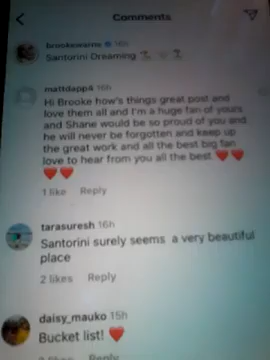 Comments
brookewarne 16h
Santorini Dreaming
mattdapp4 16h
Hi Brooke how's things great post and
love them all and I'm a huge fan of yours
and Shane would be so proud of you and
he will never be forgotten and keep up
the great work and all the best big fan
love to hear from you all the best ❤️❤️
❤️❤️
1 like Reply
tarasuresh 16h
Santorini surely seems a very beautiful
place
2 likes Reply
daisy_mauko 15h
Bucket list! ❤️
Reply